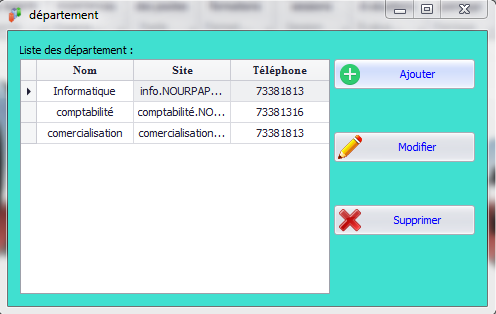 département
Liste des département :
Nom Site Téléphone
Informatique info.NOURPAP... 73381813
comptabilité comptabilité.NO... 73381316
comercialisation comercialisation... 73381813
Ajouter
Modifier
Supprimer